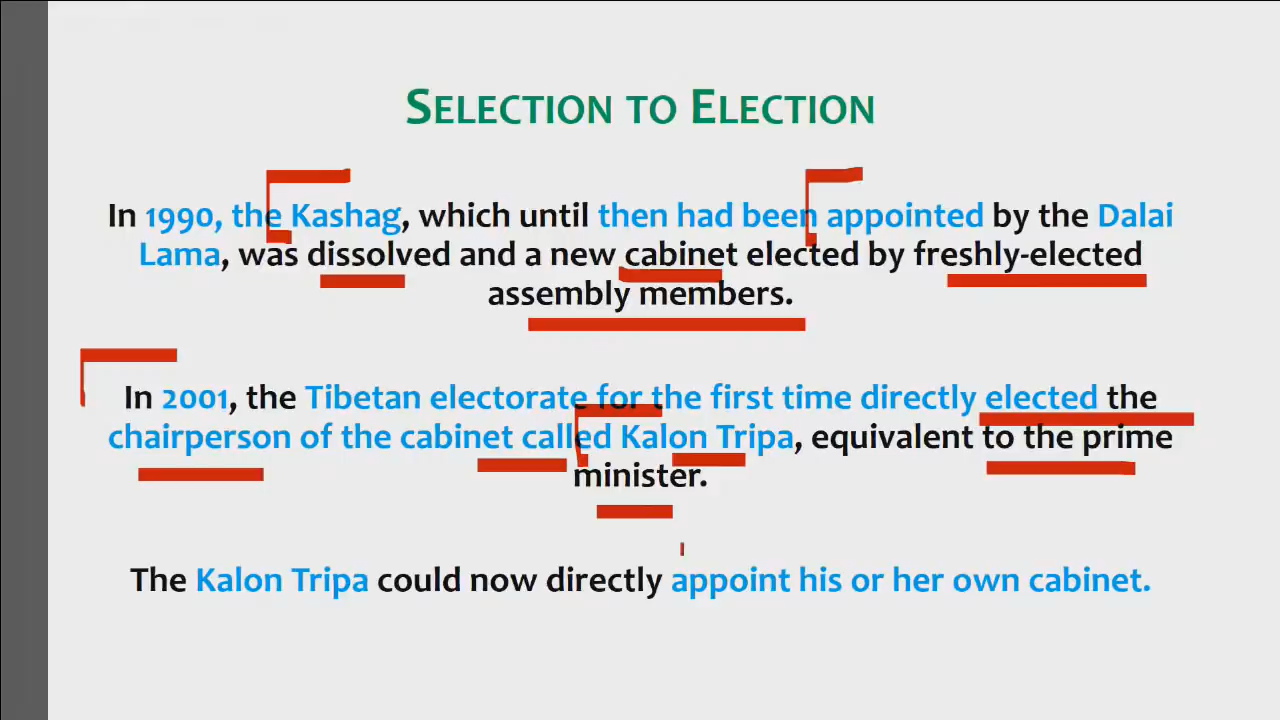 SELECTION TO ELECTION
In 1990, the Kashag, which until then had been appointed by the Dalai
Lama, was dissolved and a new cabinet elected by freshly-elected
assembly members.
In 2001, the Tibetan electorate for the first time directly elected the
chairperson of the cabinet called Kalon Tripa, equivalent to the prime
minister.
The Kalon Tripa could now directly appoint his or her own cabinet.